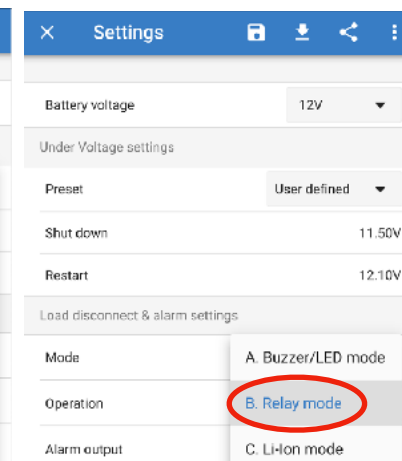 Settings
Battery voltage 12V
Under Voltage settings
Preset User defined
Shut down 11.50V
Restart 12.10V
Load disconnect & alarm settings
Mode A. Buzzer/LED mode
Operation B. Relay mode
Alarm output C. Li-Ion mode